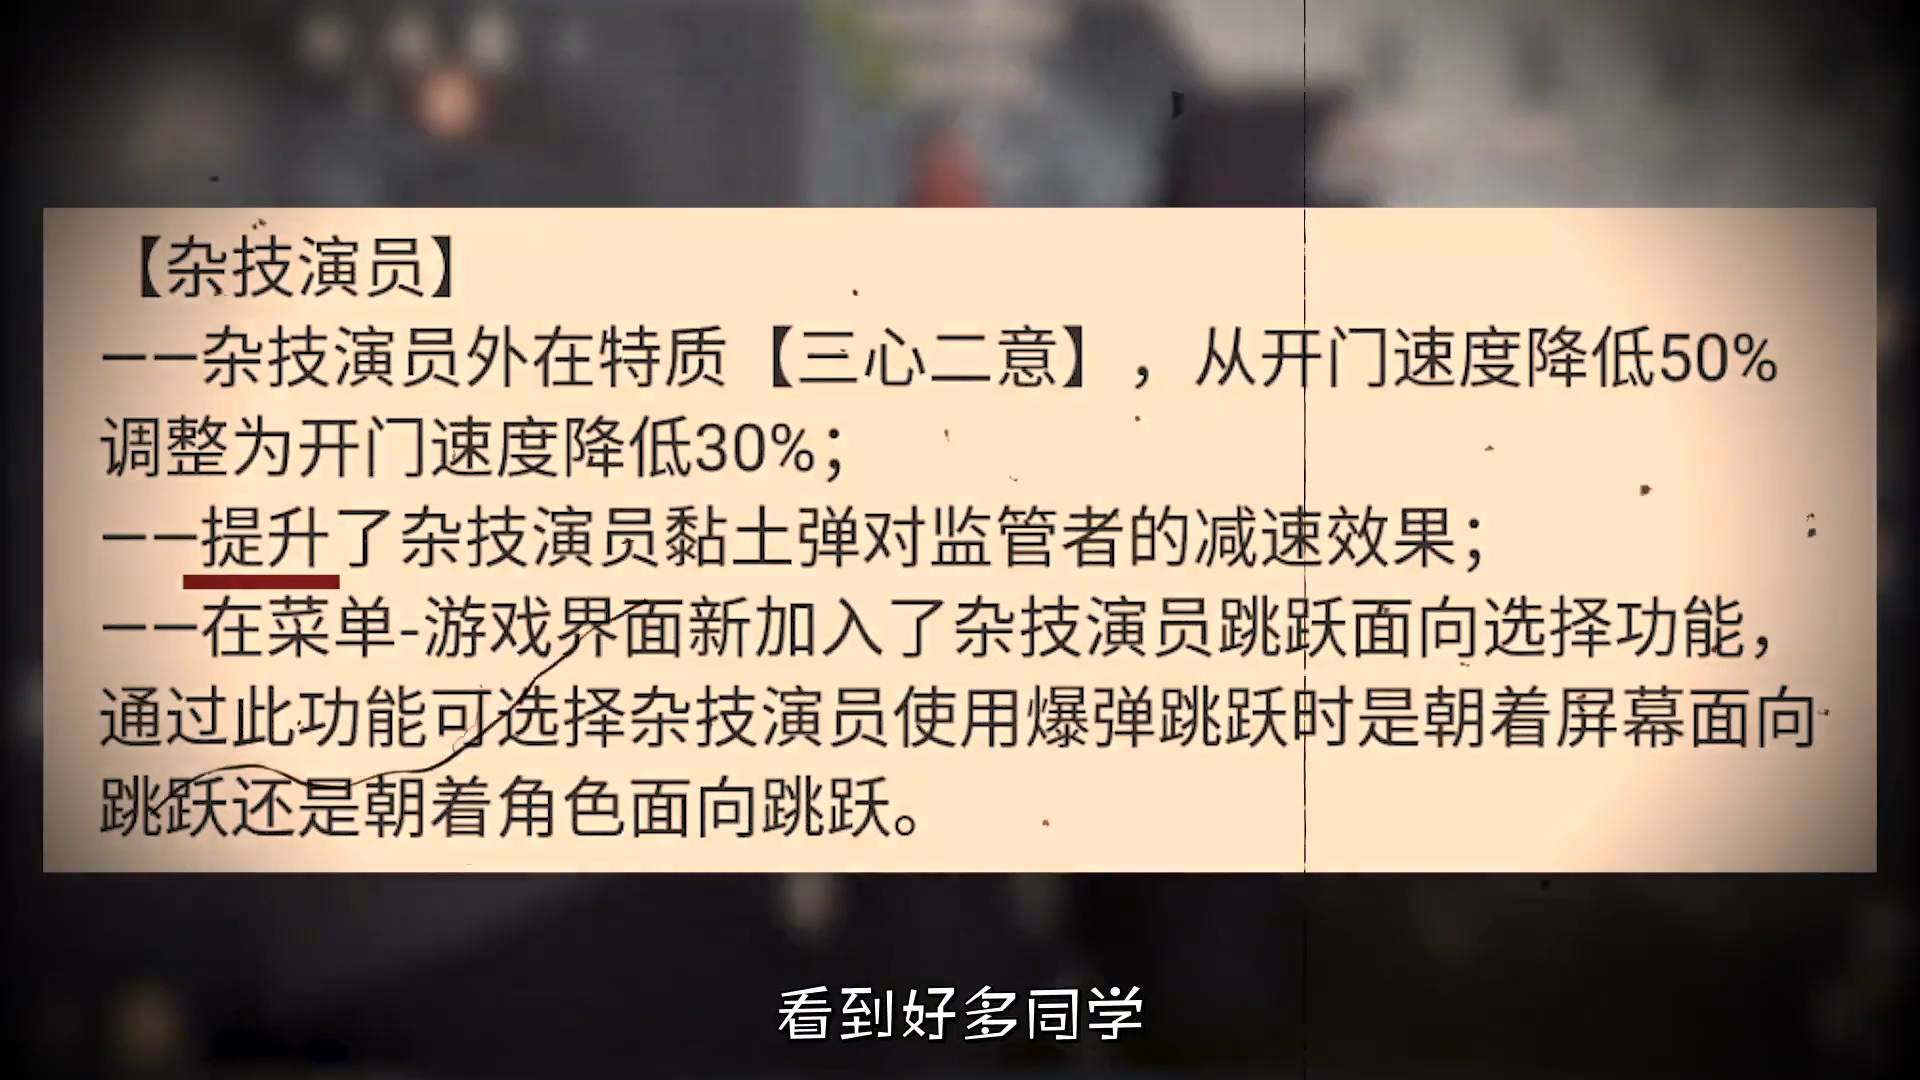 【杂技演员】
——杂技演员外在特质【三心二意】，从开门速度降低50%
调整为开门速度降低30%；
——提升了杂技演员黏土弹对监管者的减速效果；
——在菜单-游戏界面新加入了杂技演员跳跃面向选择功能，
通过此功能可选择杂技演员使用爆弹跳跃时是朝着屏幕面向
跳跃还是朝着角色面向跳跃。
看到好多同学